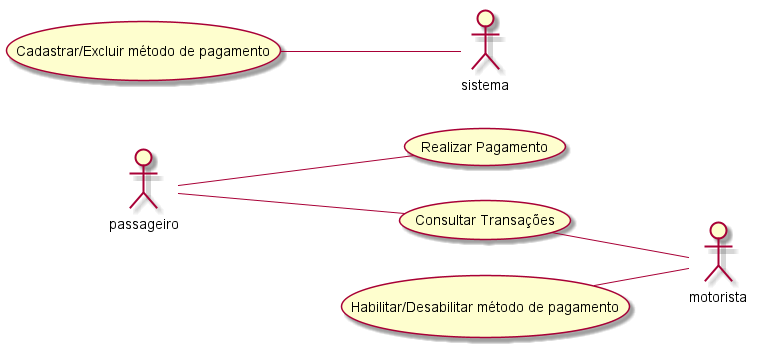 Cadastrar/Excluir método de pagamento
sistema
Realizar Pagamento
passageiro
Consultar Transações
motorista
Habilitar/Desabilitar método de pagamento